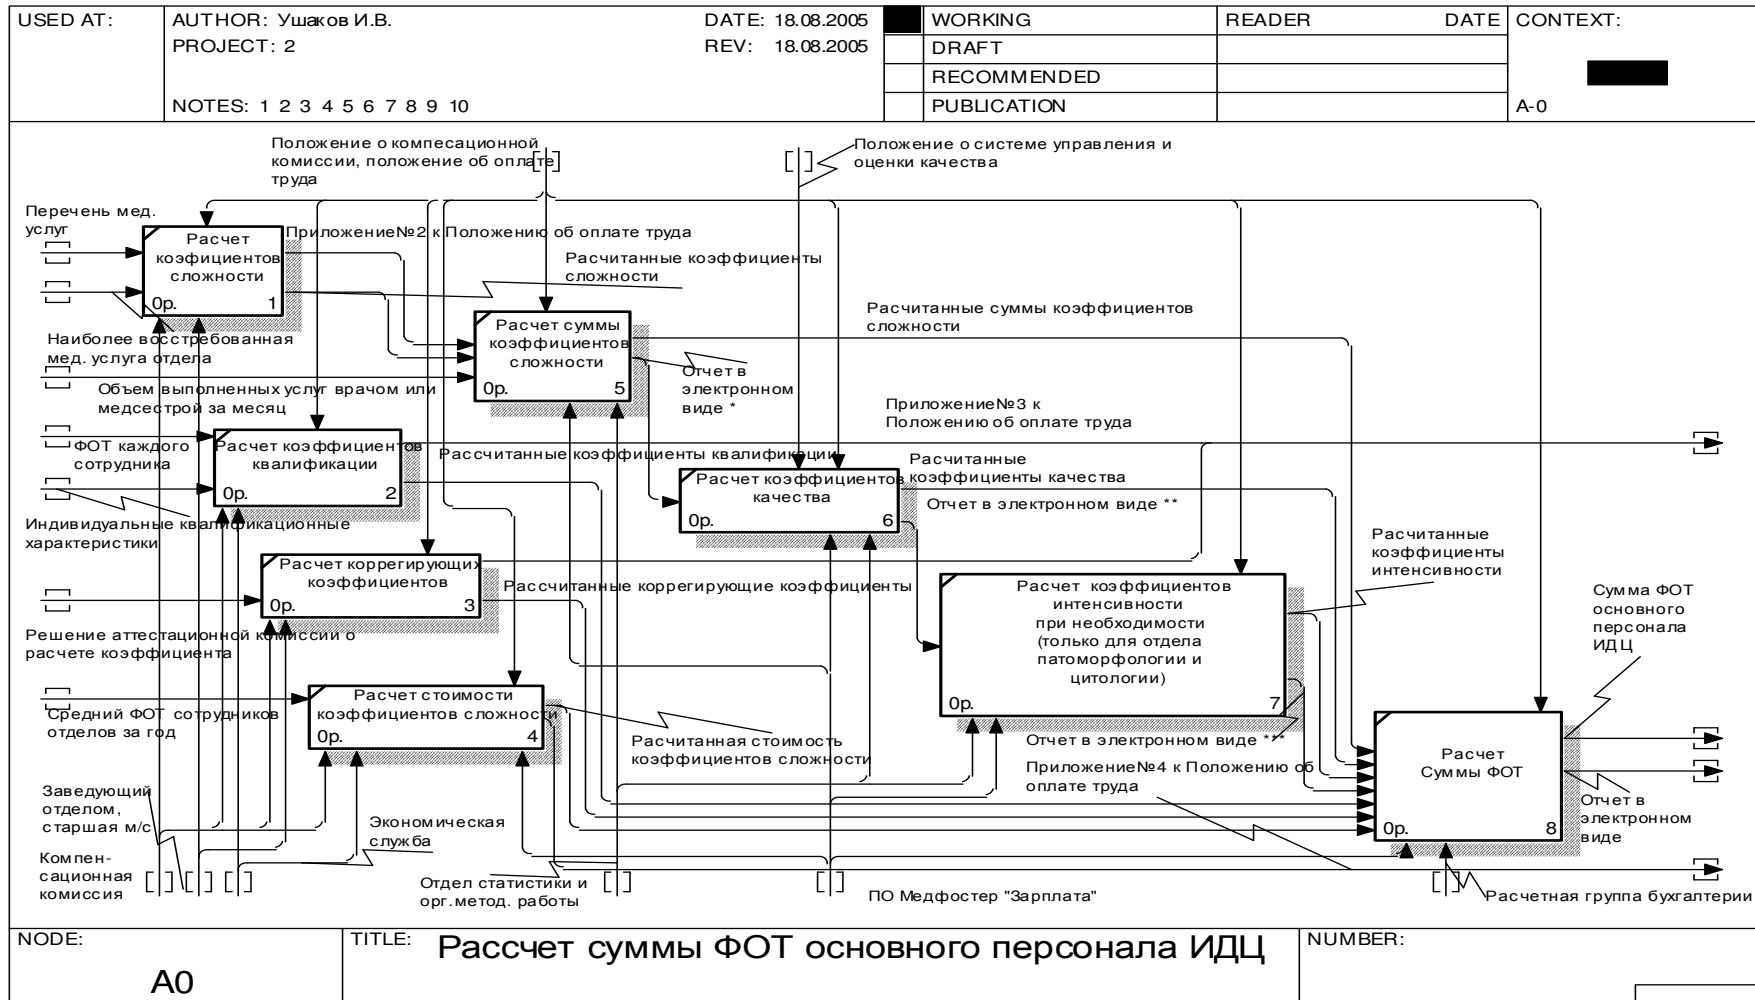 USED AT:
AUTHOR: Ушаков И.В.
DATE: 18.08.2005
PROJECT: 2
REV: 18.08.2005
NOTES: 1 2 3 4 5 6 7 8 9 10
WORKING
DRAFT
RECOMMENDED
PUBLICATION
READER
DATE
CONTEXT:
A-0
Положение о компесационной
комиссии, положение об оплате
труда
Положение о системе управления и
оценки качества
Перечень мед.
услуг
Расчет
коэфициентов
сложности
0р.
1
Приложение№2 к Положению об оплате труда
Расчитанные коэффициенты
сложности
Наиболее восстребованная
мед. услуга отдела
Расчет суммы
коэффициентов
сложности
0р.
5
Расчитанные суммы коэффициентов
сложности
Отчет в
электронном
виде *
Объем выполненных услуг врачом или
медсестрой за месяц
Приложение№3 к
Положению об оплате труда
ФОТ каждого
сотрудника
Расчет коэффициентов
квалификации
0р.
2
Рассчитанные коэффициенты квалификации
Расчет коэффициентов
качества
0р.
6
Расчитанные
коэффициенты качества
Отчет в электронном виде **
Индивидуальные квалификационные
характеристики
Расчет коррегирующих
коэффициентов
0р.
3
Рассчитанные коррегирующие коэффициенты
Расчет коэффициентов
интенсивности
при необходимости
(только для отдела
патоморфологии и
цитологии)
0р.
7
Расчитанные
коэффициенты
интенсивности
Сумма ФОТ
основного
персонала
ИДЦ
Решение аттестационной комиссии о
расчете коэффициента
Средний ФОТ сотрудников
отделов за год
Расчет стоимости
коэффициентов сложности
0р.
4
Расчитанная стоимость
коэффициентов сложности
Отчет в электронном виде ***
Приложение№4 к Положению об
оплате труда
Расчет
Суммы ФОТ
0р.
8
Отчет в
электронном
виде
Заведующий
отделом,
старшая м/с
Компен-
сационная
комиссия
Экономическая
служба
Отдел статистики и
орг.метод. работы
ПО Медфостер "Зарплата"
Расчетная группа бухгалтерии
NODE:
A0
TITLE:
Рассчет суммы ФОТ основного персонала ИДЦ
NUMBER: